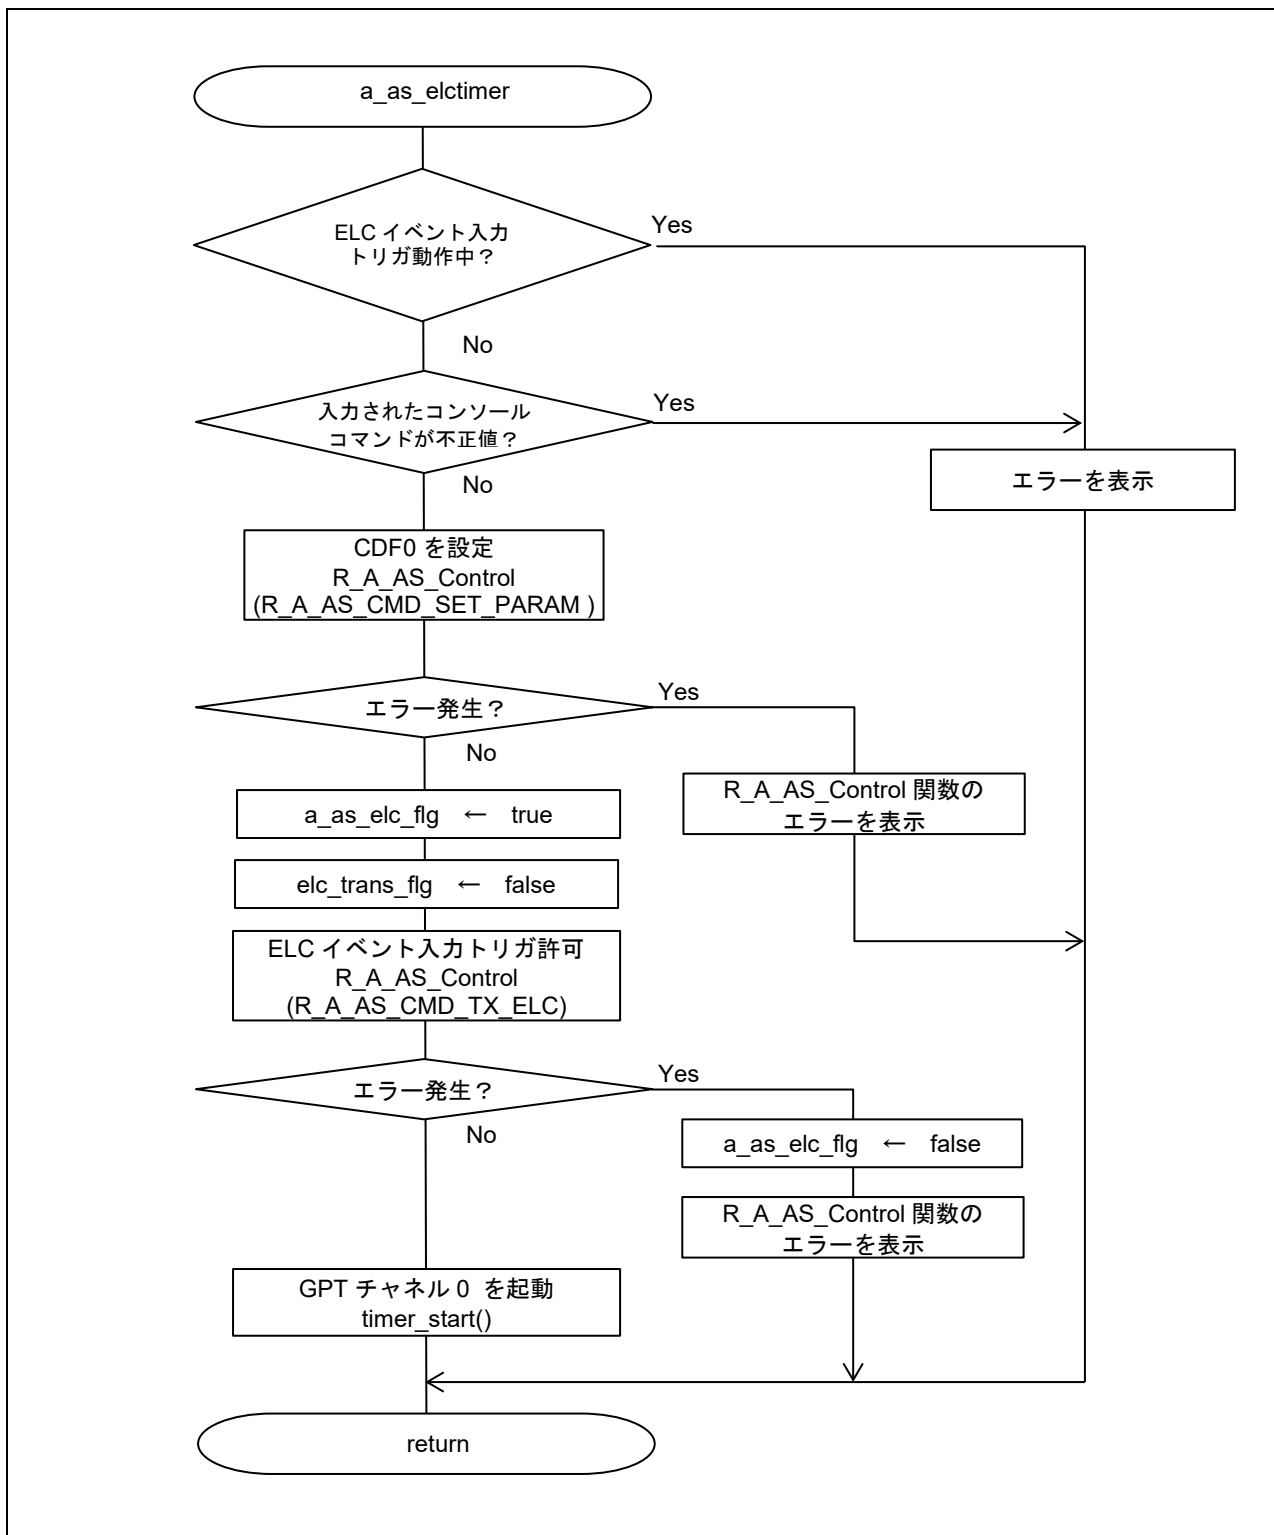 a_as_elctimer
ELC イベント入力
トリガ動作中？
Yes
No
入力されたコンソール
コマンドが不正値？
Yes
エラーを表示
No
CDF0 を設定
R_A_AS_Control
(R_A_AS_CMD_SET_PARAM )
エラー発生？
Yes
No
R_A_AS_Control 関数の
エラーを表示
a_as_elc_flg ← true
elc_trans_flg ← false
ELC イベント入力トリガ許可
R_A_AS_Control
(R_A_AS_CMD_TX_ELC)
エラー発生？
Yes
No
a_as_elc_flg ← false
R_A_AS_Control 関数の
エラーを表示
GPT チャネル 0 を起動
timer_start()
return